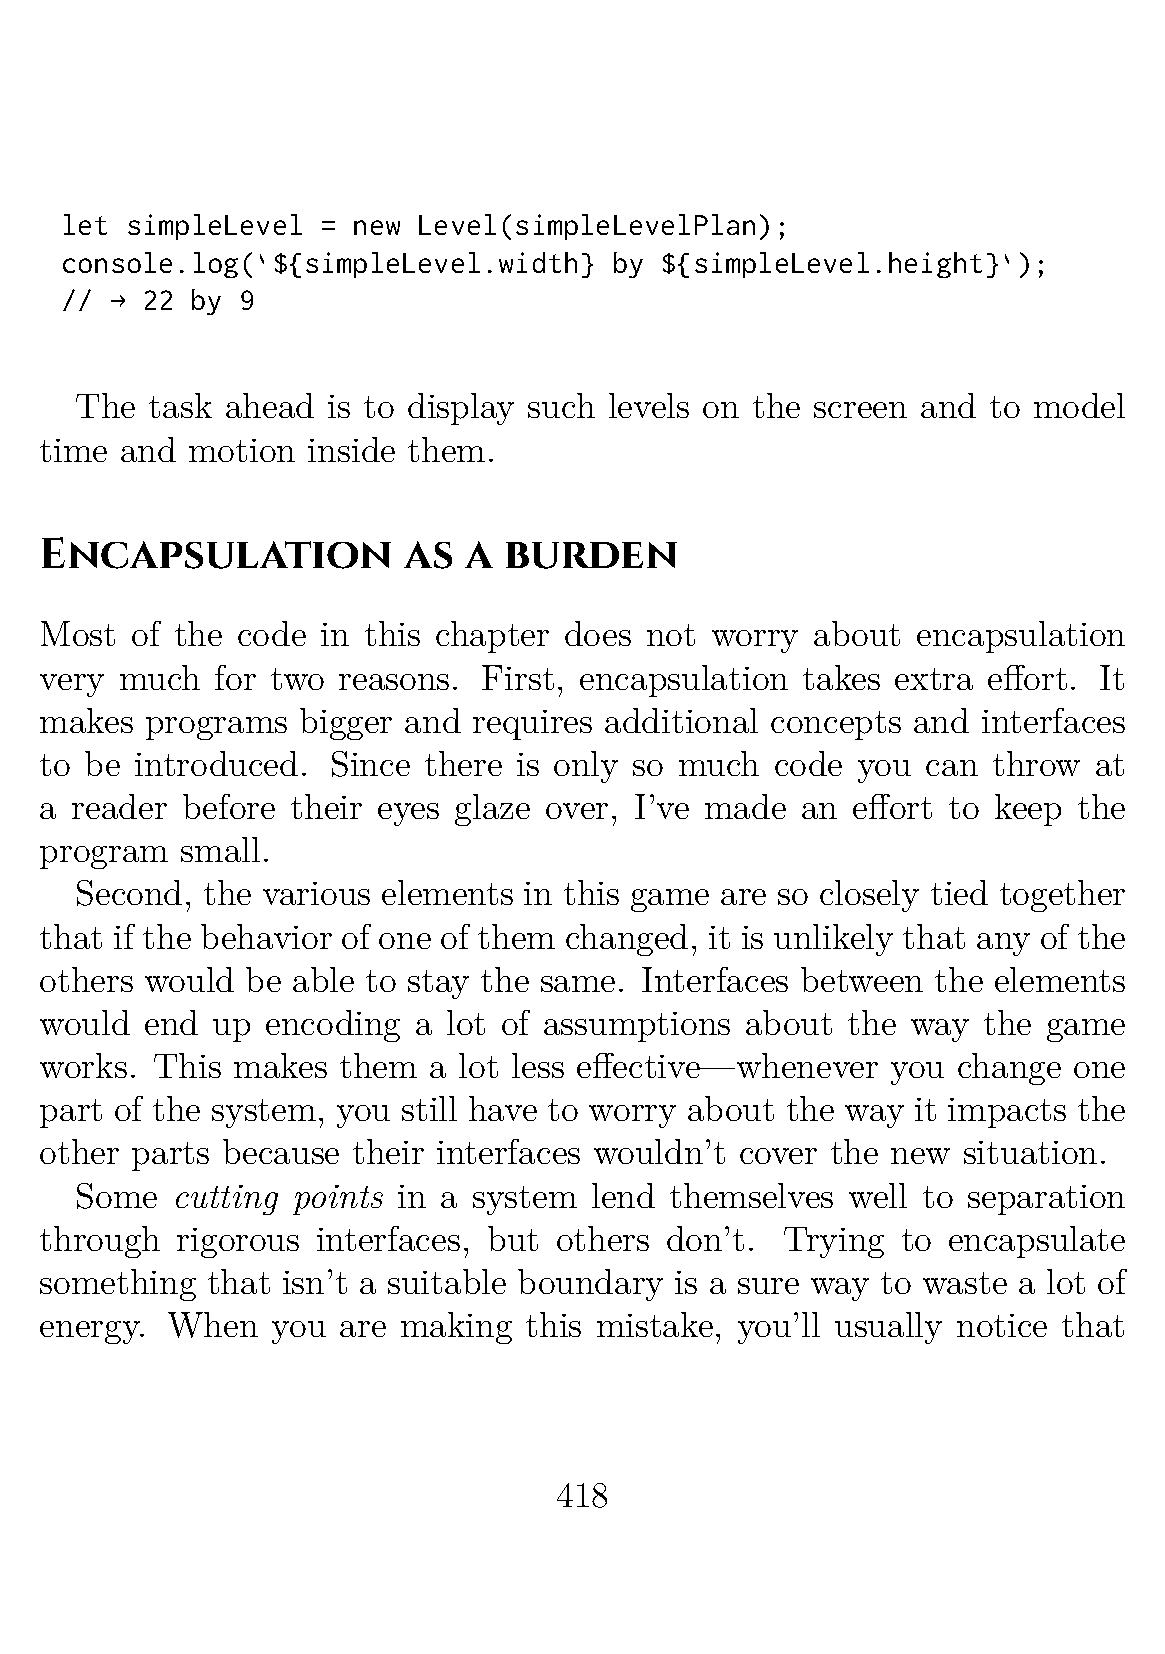 let simpleLevel = new Level(simpleLevelPlan);
console.log(`${simpleLevel.width} by ${simpleLevel.height}`);
// → 22 by 9
The task ahead is to display such levels on the screen and to model
time and motion inside them.
Encapsulation as a burden
Most of the code in this chapter does not worry about encapsulation
very much for two reasons. First, encapsulation takes extra effort. It
makes programs bigger and requires additional concepts and interfaces
to be introduced. Since there is only so much code you can throw at
a reader before their eyes glaze over, I've made an effort to keep the
program small.
Second, the various elements in this game are so closely tied together
that if the behavior of one of them changed, it is unlikely that any of the
others would be able to stay the same. Interfaces between the elements
would end up encoding a lot of assumptions about the way the game
works. This makes them a lot less effective—whenever you change one
part of the system, you still have to worry about the way it impacts the
other parts because their interfaces wouldn't cover the new situation.
Some cutting points in a system lend themselves well to separation
through rigorous interfaces, but others don't. Trying to encapsulate
something that isn't a suitable boundary is a sure way to waste a lot of
energy. When you are making this mistake, you'll usually notice that
418